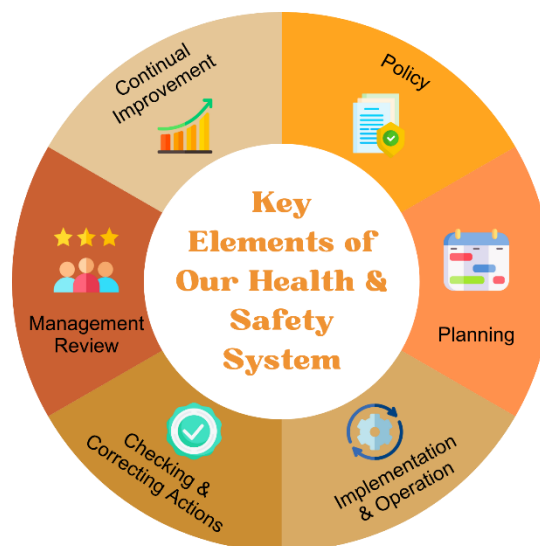 Continual
Improvement
Policy
Key
Elements of
Our Health &
Safety
System
Management
Review
Planning
Checking &
Correcting Actions
Implementation
& Operation